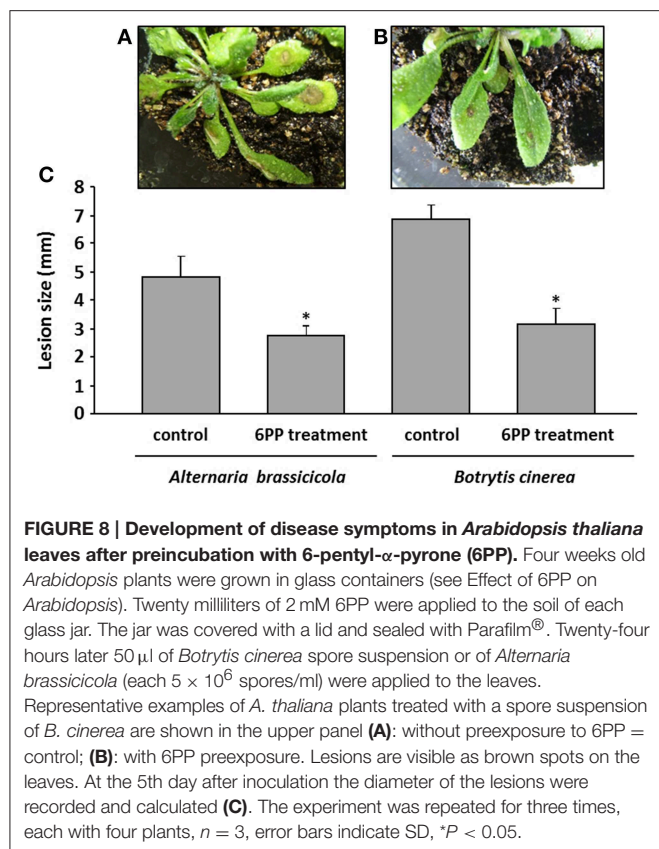 A
B
C
8
7
6
5
4
3
2
1
0
Lesion size (mm)
*
*
control 6PP treatment control 6PP treatment
Alternaria brassicicola Botrytis cinerea
FIGURE 8 | Development of disease symptoms in Arabidopsis thaliana
leaves after preincubation with 6-pentyl-α-pyrone (6PP). Four weeks old
Arabidopsis plants were grown in glass containers (see Effect of 6PP on
Arabidopsis). Twenty milliliters of 2 mM 6PP were applied to the soil of each
glass jar. The jar was covered with a lid and sealed with Parafilm®. Twenty-four
hours later 50 μl of Botrytis cinerea spore suspension or of Alternaria
brassicicola (each 5 × 10⁶ spores/ml) were applied to the leaves.
Representative examples of A. thaliana plants treated with a spore suspension
of B. cinerea are shown in the upper panel (A): without preexposure to 6PP =
control; (B): with 6PP preexposure. Lesions are visible as brown spots on the
leaves. At the 5th day after inoculation the diameter of the lesions were
recorded and calculated (C). The experiment was repeated for three times,
each with four plants, n = 3, error bars indicate SD, *P < 0.05.